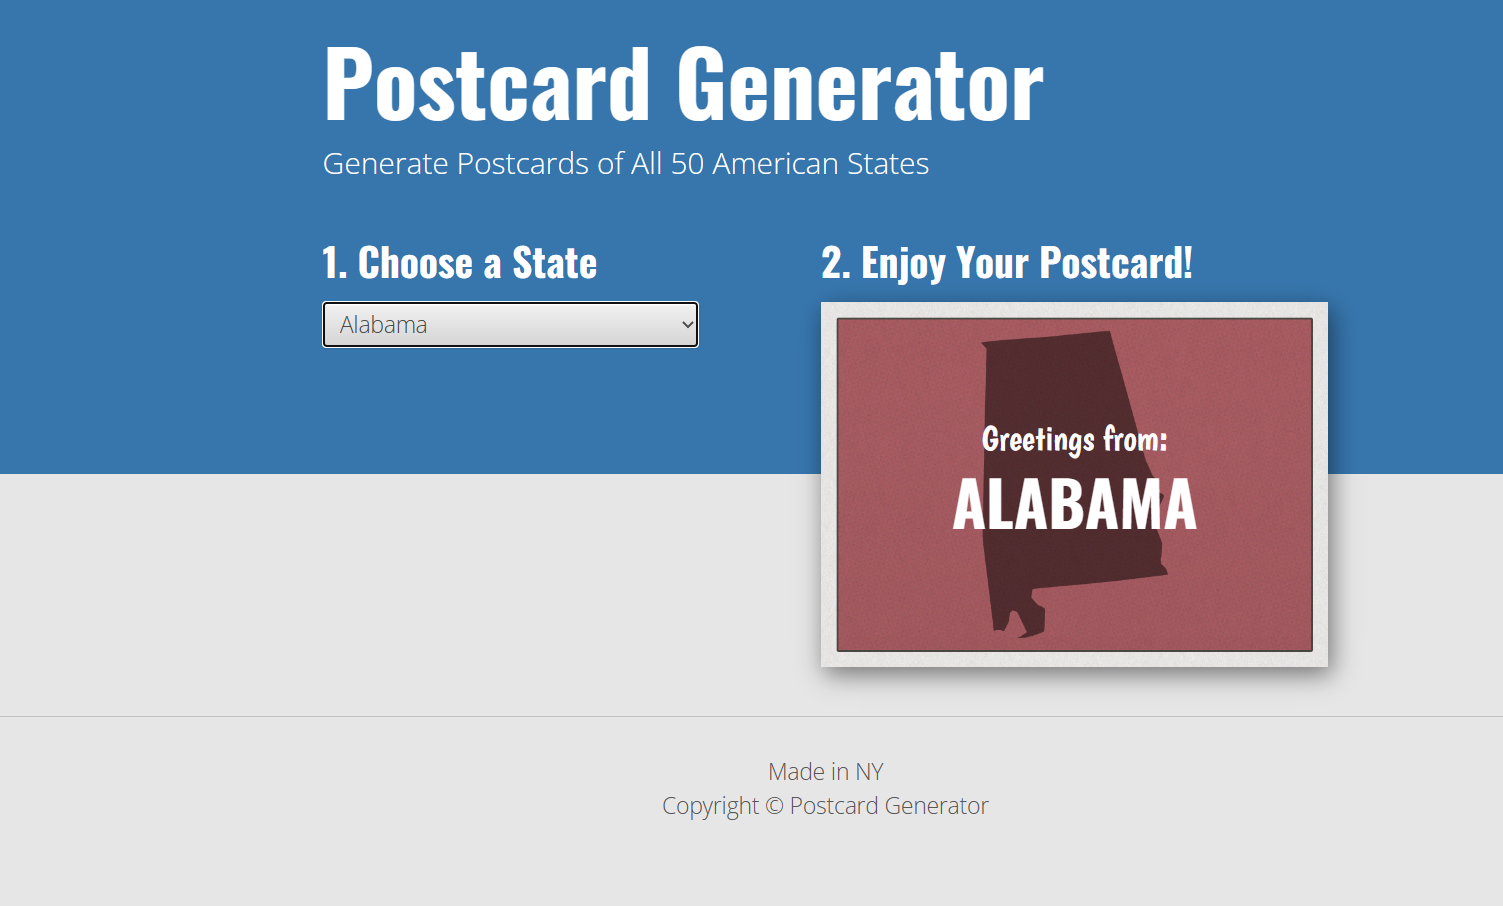 Postcard Generator
Generate Postcards of All 50 American States
1. Choose a State
Alabama
2. Enjoy Your Postcard!
Greetings from:
ALABAMA
Made in NY
Copyright © Postcard Generator